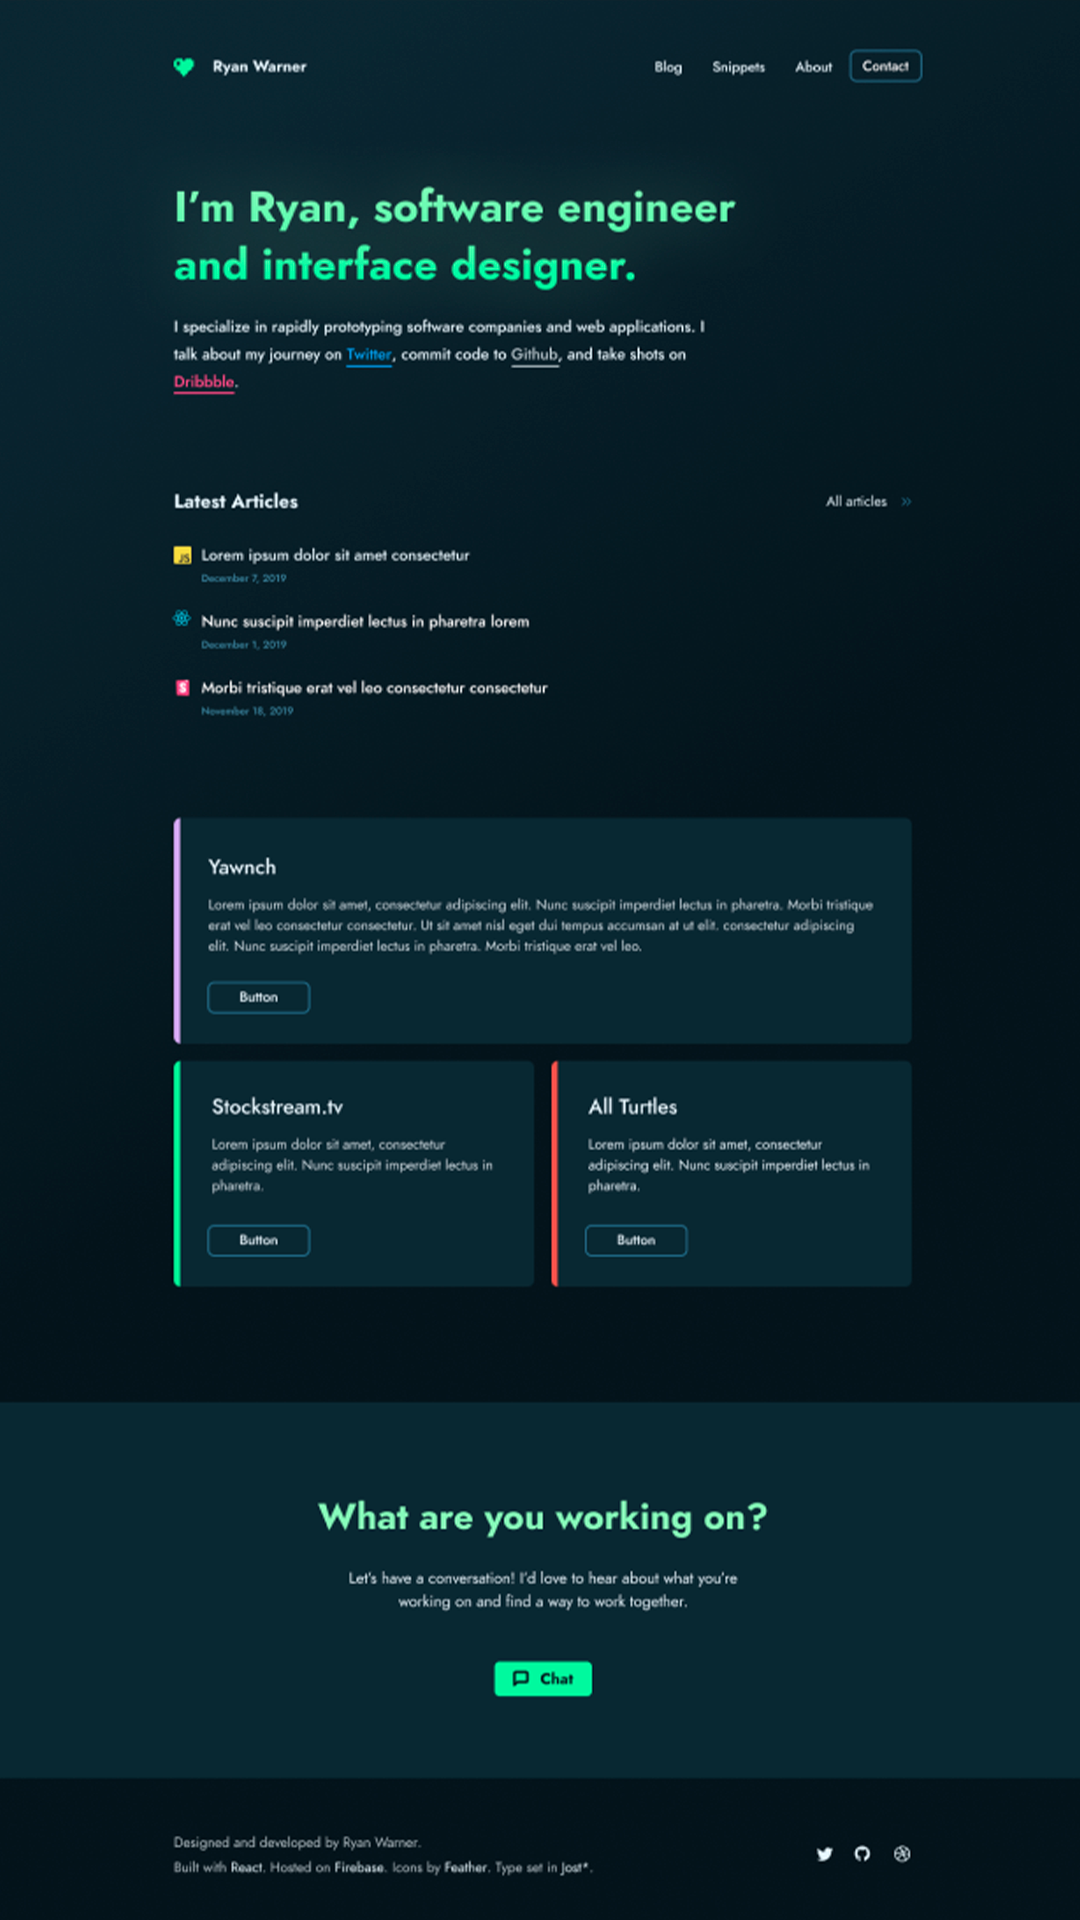 Ryan Warner
Blog Snippets About Contact
I'm Ryan, software engineer
and interface designer.
I specialize in rapidly prototyping software companies and web applications. I
talk about my journey on Twitter, commit code to Github, and take shots on
Dribbble.
Latest Articles
All articles »
JS
Lorem ipsum dolor sit amet consectetur
December 7, 2019
Nunc suscipit imperdiet lectus in pharetra lorem
December 1, 2019
S
Morbi tristique erat vel leo consectetur consectetur
November 18, 2019
Yawnch
Lorem ipsum dolor sit amet, consectetur adipiscing elit. Nunc suscipit imperdiet lectus in pharetra. Morbi tristique
erat vel leo consectetur consectetur. Ut sit amet nisl eget dui tempus accumsan at ut elit. consectetur adipiscing
elit. Nunc suscipit imperdiet lectus in pharetra. Morbi tristique erat vel leo.
Button
Stockstream.tv
Lorem ipsum dolor sit amet, consectetur
adipiscing elit. Nunc suscipit imperdiet lectus in
pharetra.
Button
All Turtles
Lorem ipsum dolor sit amet, consectetur
adipiscing elit. Nunc suscipit imperdiet lectus in
pharetra.
Button
What are you working on?
Let's have a conversation! I'd love to hear about what you're
working on and find a way to work together.
Chat
Designed and developed by Ryan Warner.
Built with React. Hosted on Firebase. Icons by Feather. Type set in Jost*.